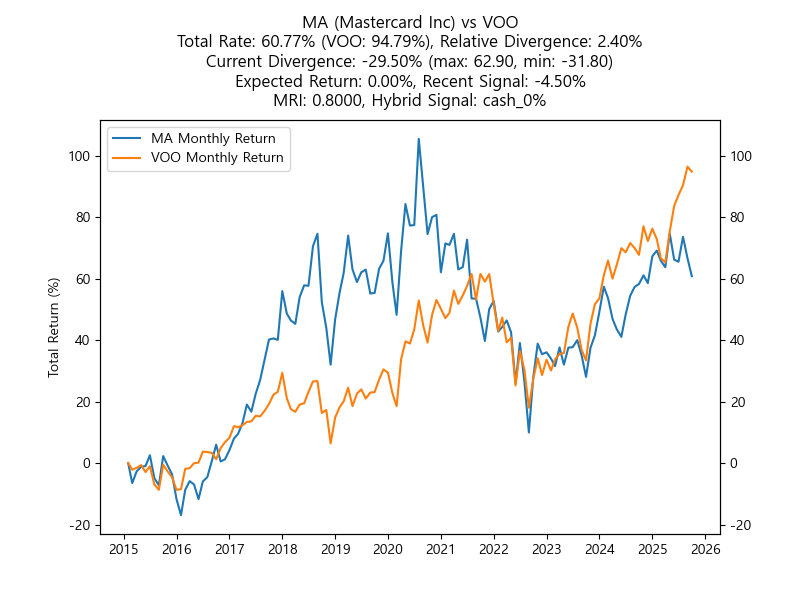 MA (Mastercard Inc) vs VOO
Total Rate: 60.77% (VOO: 94.79%), Relative Divergence: 2.40%
Current Divergence: -29.50% (max: 62.90, min: -31.80)
Expected Return: 0.00%, Recent Signal: -4.50%
MRI: 0.8000, Hybrid Signal: cash_0%
MA Monthly Return
VOO Monthly Return
Total Return (%)
100
80
60
40
20
0
-20
100
80
60
40
20
0
-20
2015 2016 2017 2018 2019 2020 2021 2022 2023 2024 2025 2026